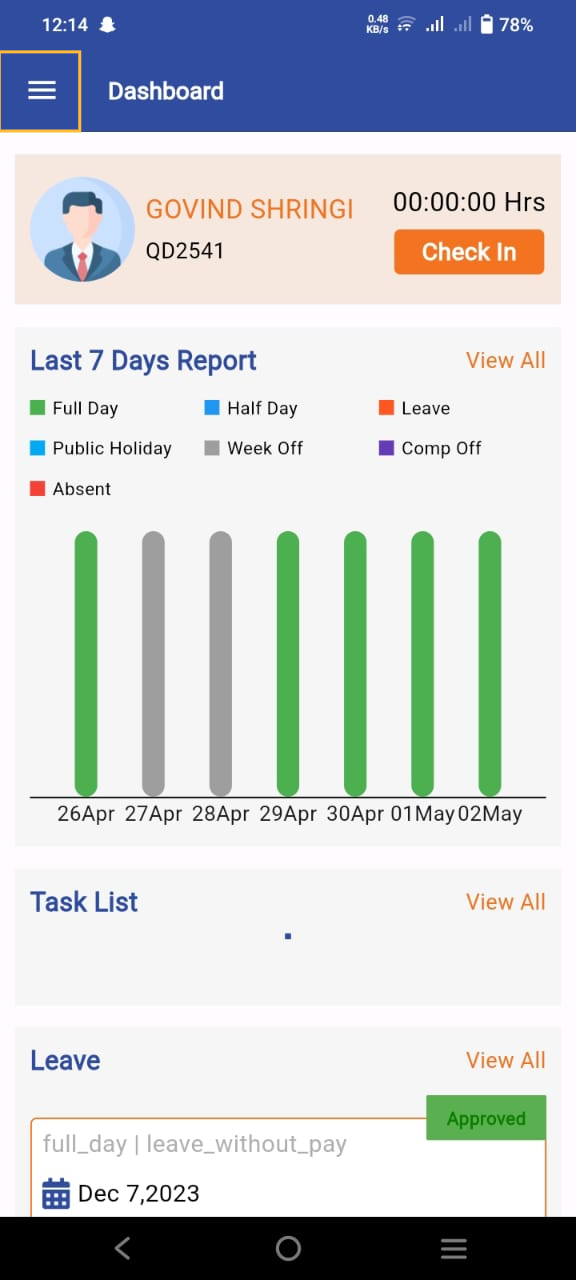 12:14 0.48 KB/s 78%
Dashboard
GOVIND SHRINGI 00:00:00 Hrs
QD2541 Check In
Last 7 Days Report View All
Full Day Half Day Leave
Public Holiday Week Off Comp Off
Absent
26Apr 27Apr 28Apr 29Apr 30Apr 01May 02May
Task List View All
Leave View All
Approved
full_day | leave_without_pay
Dec 7,2023